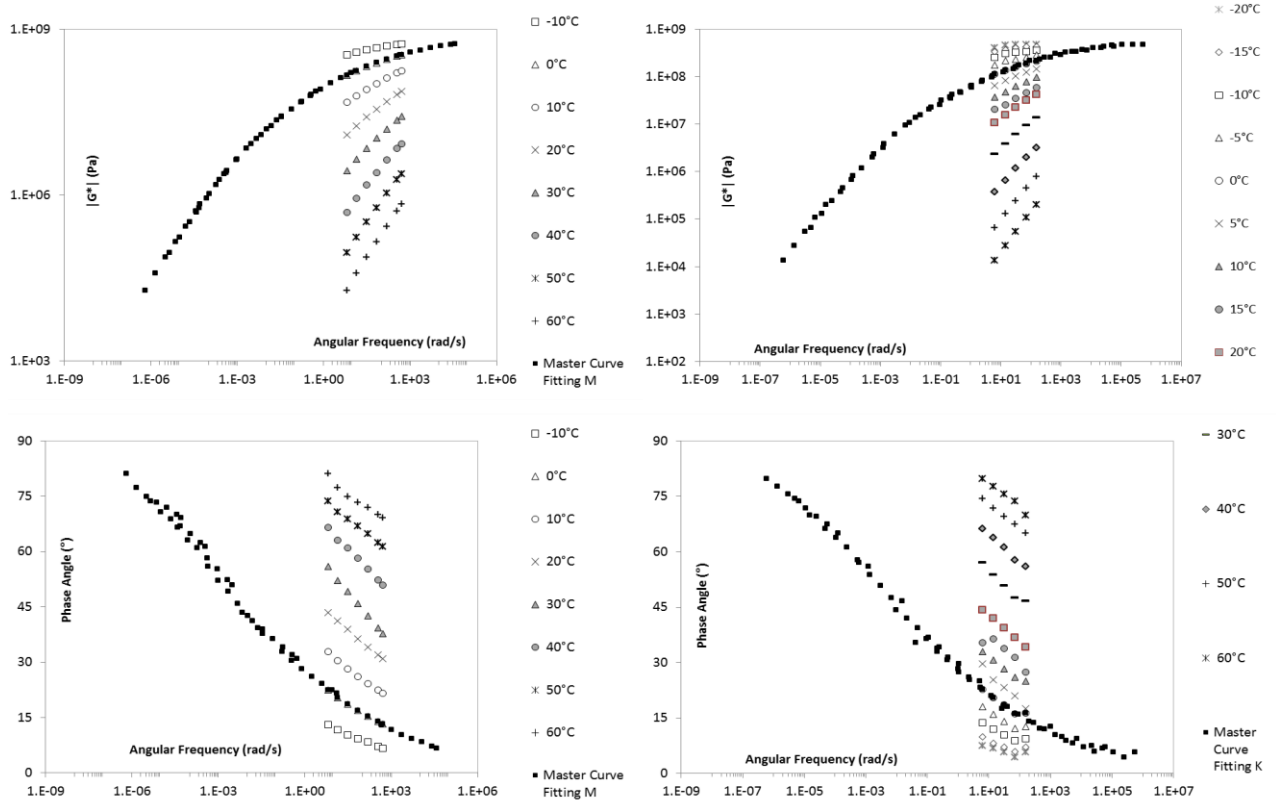 1.E+09
1.E+06
1.E+03
|G*| (Pa)
Angular Frequency (rad/s)
1.E-09 1.E-06 1.E-03 1.E+00 1.E+03 1.E+06
-10°C
0°C
10°C
20°C
30°C
40°C
50°C
60°C
Master Curve
Fitting M
1.E+09
1.E+08
1.E+07
1.E+06
1.E+05
1.E+04
1.E+03
1.E+02
|G*| (Pa)
Angular Frequency (rad/s)
1.E-09 1.E-07 1.E-05 1.E-03 1.E-01 1.E+01 1.E+03 1.E+05 1.E+07
-20°C
-15°C
-10°C
-5°C
0°C
5°C
10°C
15°C
20°C
90
75
60
45
30
15
0
Phase Angle (°)
Angular Frequency (rad/s)
1.E-09 1.E-06 1.E-03 1.E+00 1.E+03 1.E+06
-10°C
0°C
10°C
20°C
30°C
40°C
50°C
60°C
Master Curve
Fitting M
90
75
60
45
30
15
0
Phase Angle (°)
Angular Frequency (rad/s)
1.E-09 1.E-07 1.E-05 1.E-03 1.E-01 1.E+01 1.E+03 1.E+05 1.E+07
30°C
40°C
50°C
60°C
Master
Curve
Fitting K